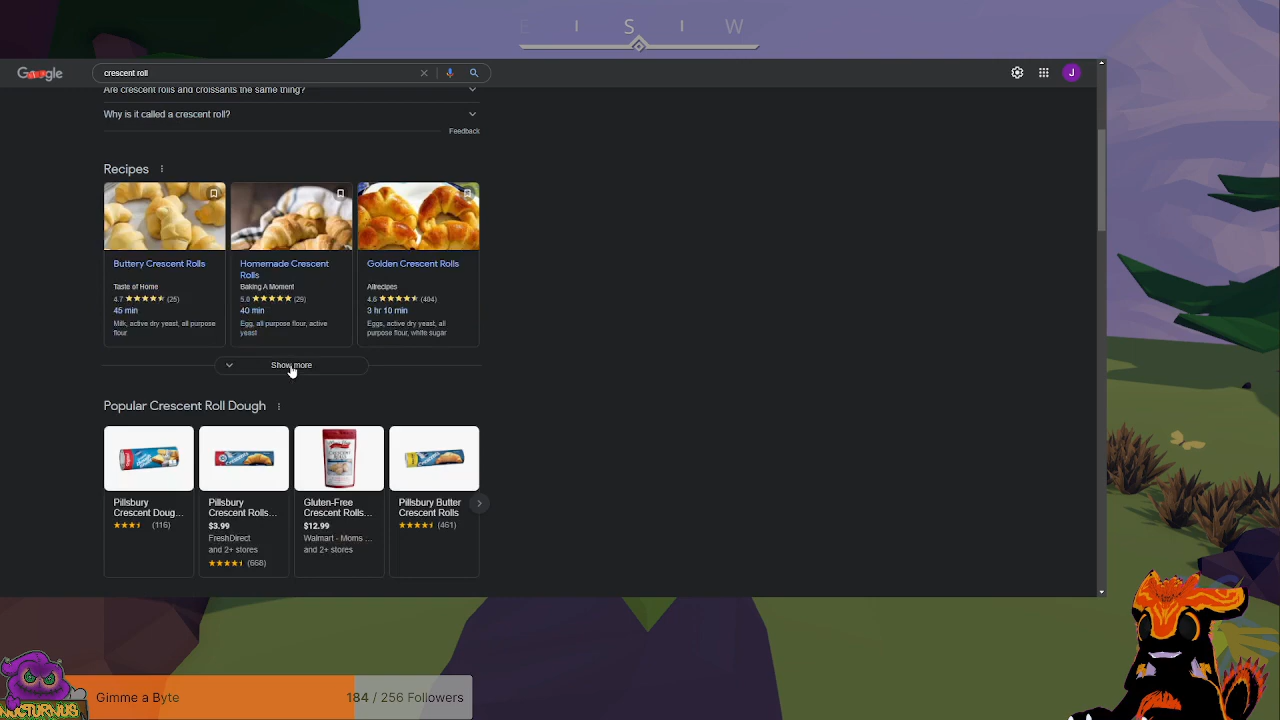 E I S I W
Google
crescent roll
J
Are crescent rolls and croissants the same thing?
Why is it called a crescent roll?
Feedback
Recipes
Buttery Crescent Rolls
Taste of Home
4.7 (25)
45 min
Milk, active dry yeast, all purpose
flour
Homemade Crescent
Rolls
Baking A Moment
5.0 (29)
40 min
Egg, all purpose flour, active
yeast
Golden Crescent Rolls
Allrecipes
4.6 (494)
3 hr 10 min
Eggs, active dry yeast, all
purpose flour, white sugar
Show more
Popular Crescent Roll Dough
Pillsbury
Crescent Doug...
(116)
Pillsbury
Crescent Rolls...
$3.99
FreshDirect
and 2+ stores
(668)
Gluten-Free
Crescent Rolls...
$12.99
Walmart - Moms ...
and 2+ stores
Pillsbury Butter
Crescent Rolls
(461)
Gimme a Byte
184 / 256 Followers
NOCTURNUS